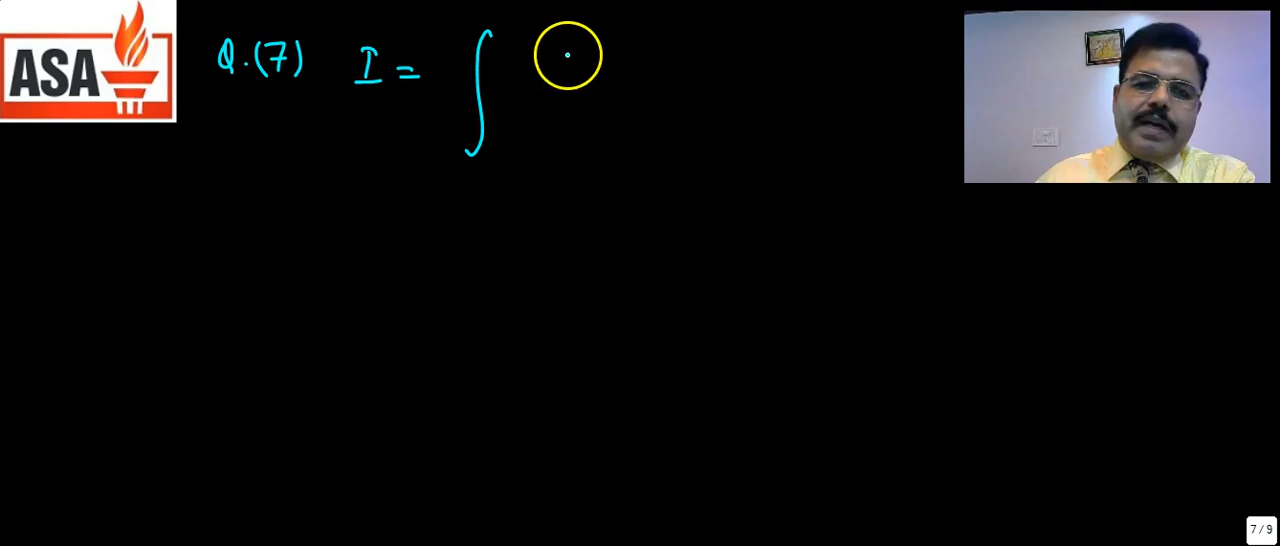 ASA
Q.(7) I = ∫
7/9